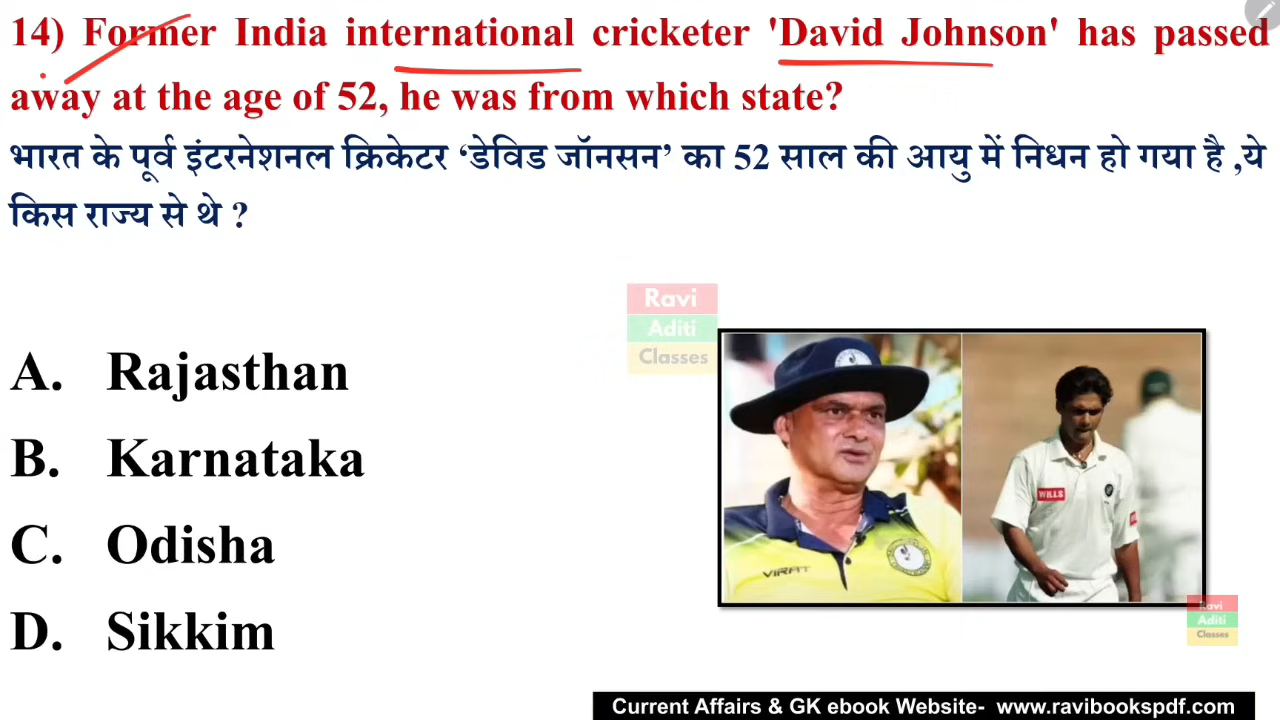 14) Former India international cricketer 'David Johnson' has passed
away at the age of 52, he was from which state?
भारत के पूर्व इंटरनेशनल क्रिकेटर ‘डेविड जॉनसन’ का 52 साल की आयु में निधन हो गया है ,ये
किस राज्य से थे ?
Ravi
Aditi
Classes
A. Rajasthan
B. Karnataka
C. Odisha
D. Sikkim
VIRAT
WILLS
Ravi
Aditi
Classes
Current Affairs & GK ebook Website- www.ravibookspdf.com